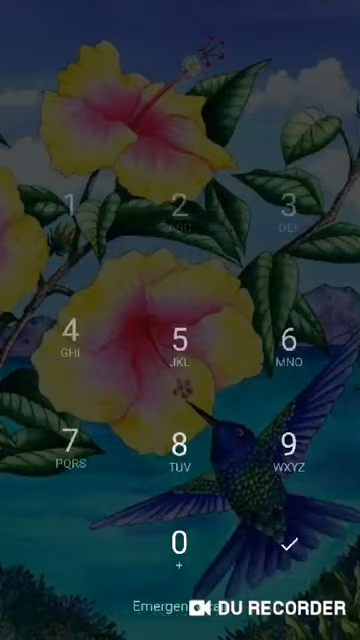 1 2 3
ABC DEF
4 5 6
GHI JKL MNO
7 8 9
PQRS TUV WXYZ
0
+
DU RECORDER